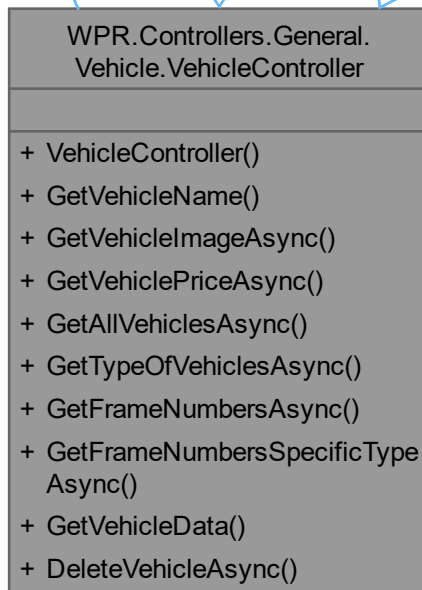 WPR.Controllers.General.
Vehicle.VehicleController
+ VehicleController()
+ GetVehicleName()
+ GetVehicleImageAsync()
+ GetVehiclePriceAsync()
+ GetAllVehiclesAsync()
+ GetTypeOfVehiclesAsync()
+ GetFrameNumbersAsync()
+ GetFrameNumbersSpecificType
Async()
+ GetVehicleData()
+ DeleteVehicleAsync()